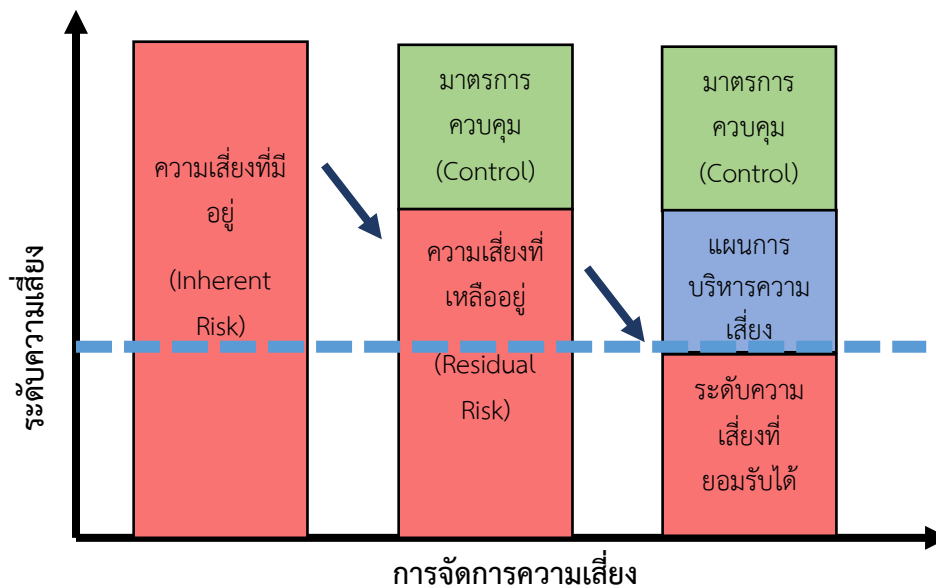 ระดับความเสี่ยง
ความเสี่ยงที่มี
อยู่
(Inherent
Risk)
มาตรการ
ควบคุม
(Control)
ความเสี่ยงที่
เหลืออยู่
(Residual
Risk)
มาตรการ
ควบคุม
(Control)
แผนการ
บริหารความ
เสี่ยง
ระดับความ
เสี่ยงที่
ยอมรับได้
การจัดการความเสี่ยง